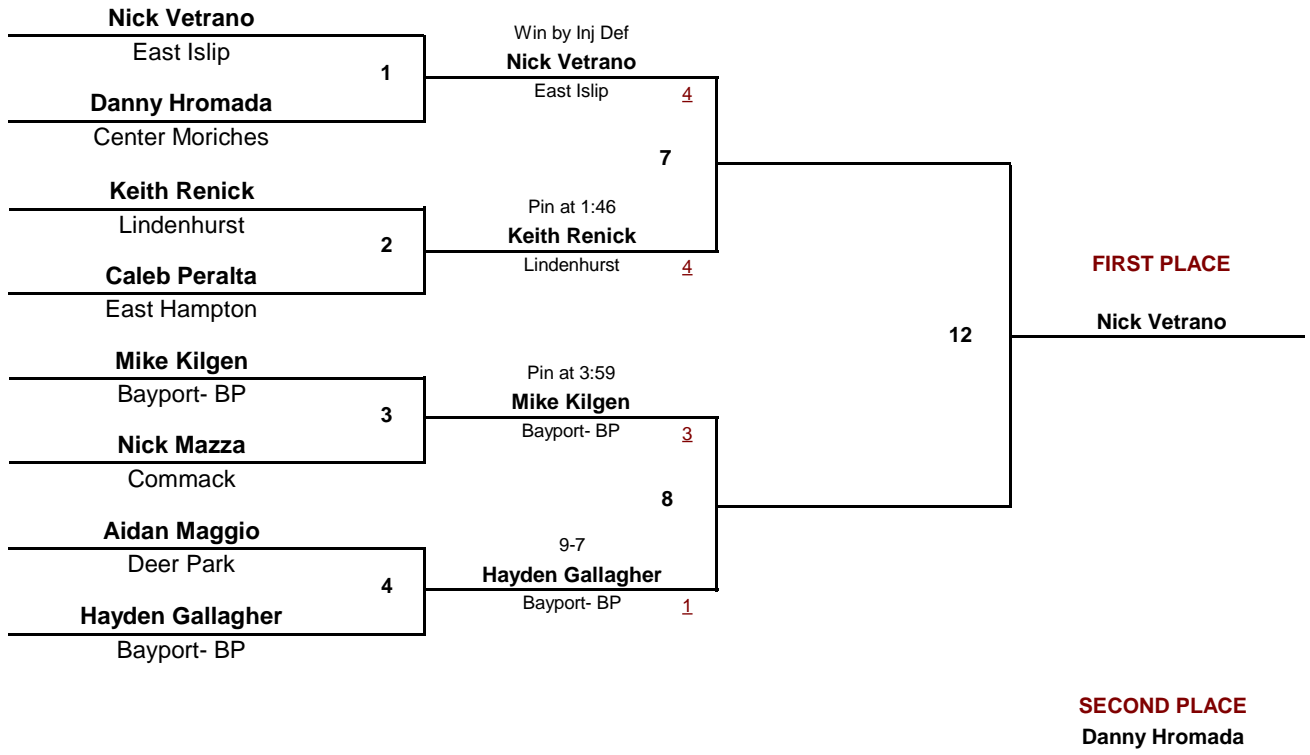 Nick Vetrano
East Islip
1
Danny Hromada
Center Moriches
Keith Renick
Lindenhurst
2
Caleb Peralta
East Hampton
Mike Kilgen
Bayport- BP
3
Nick Mazza
Commack
Aidan Maggio
Deer Park
4
Hayden Gallagher
Bayport- BP
Win by Inj Def
Nick Vetrano
East Islip
4
7
Pin at 1:46
Keith Renick
Lindenhurst
4
Pin at 3:59
Mike Kilgen
Bayport- BP
3
8
9-7
Hayden Gallagher
Bayport- BP
1
12
FIRST PLACE
Nick Vetrano
SECOND PLACE
Danny Hromada